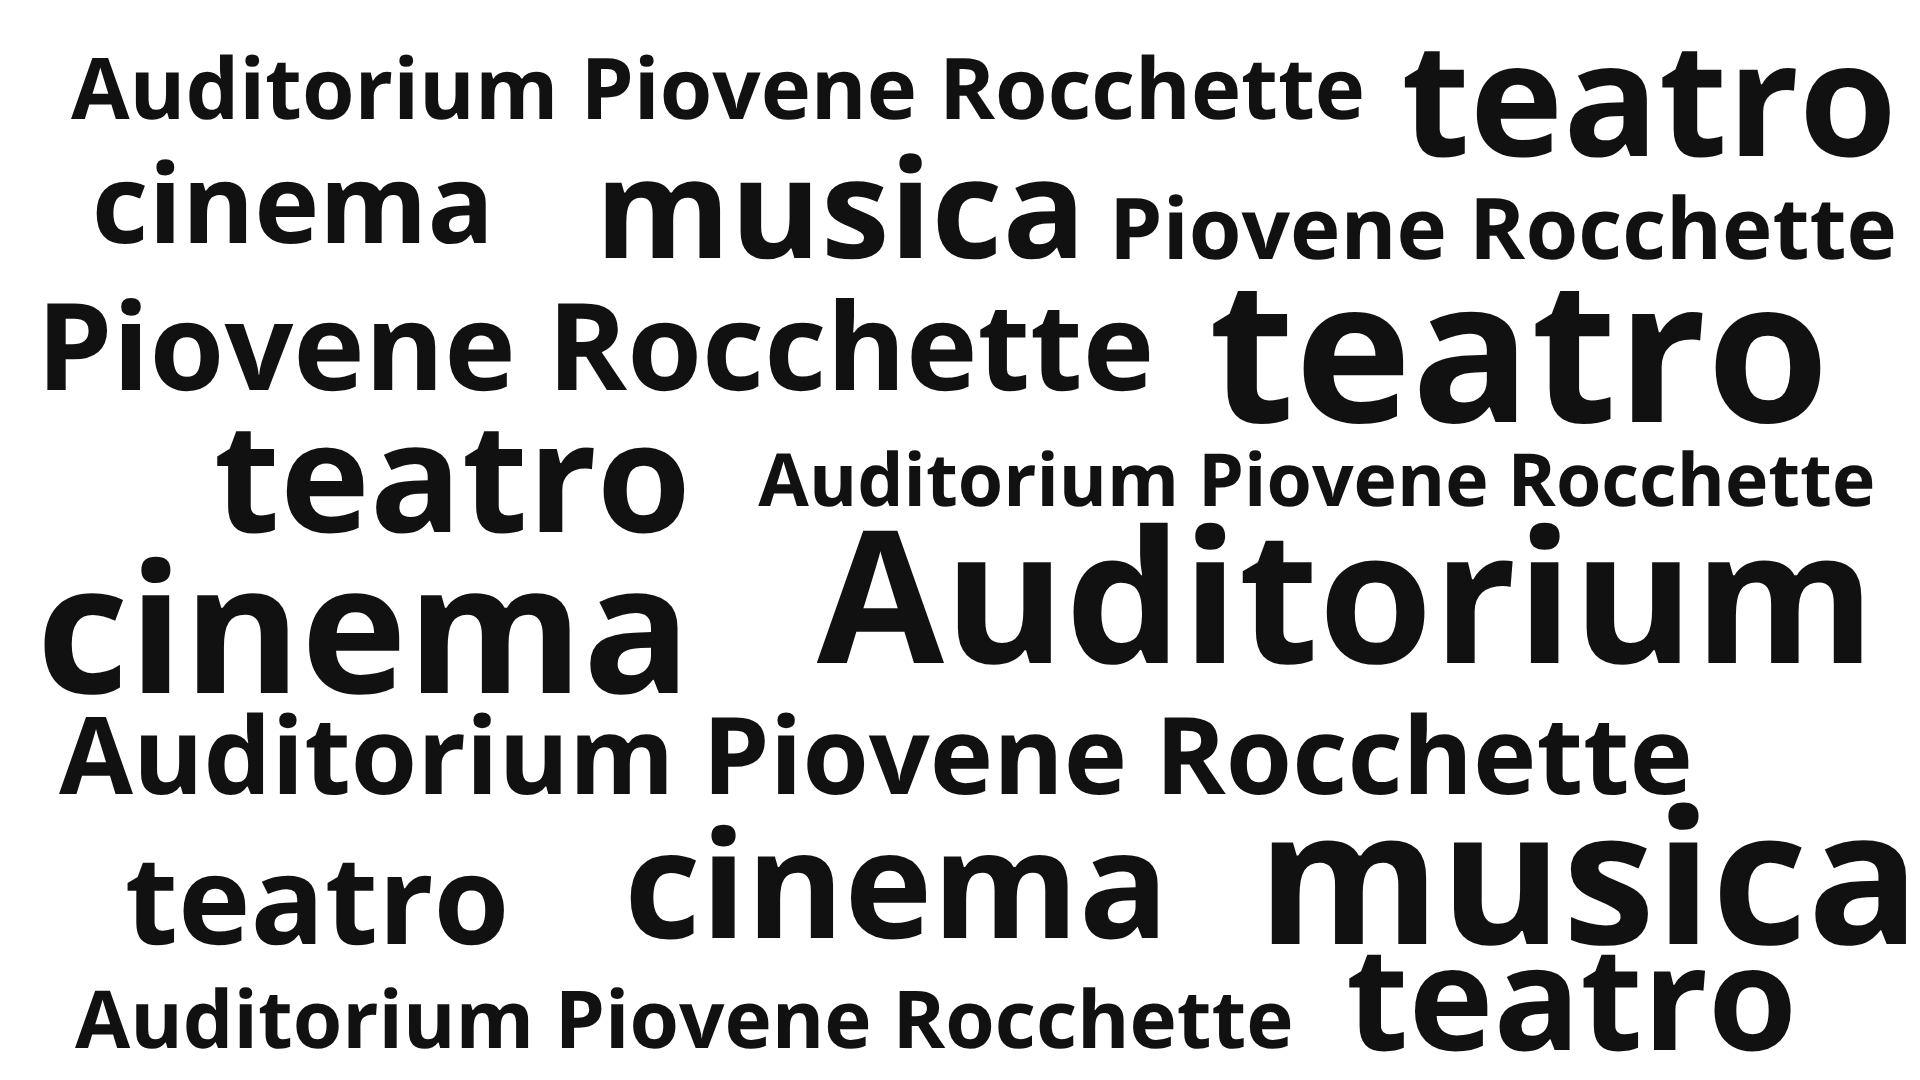 Auditorium Piovene Rocchette teatro
cinema musica Piovene Rocchette
Piovene Rocchette teatro
teatro Auditorium Piovene Rocchette
cinema Auditorium
Auditorium Piovene Rocchette
teatro cinema musica
Auditorium Piovene Rocchette teatro